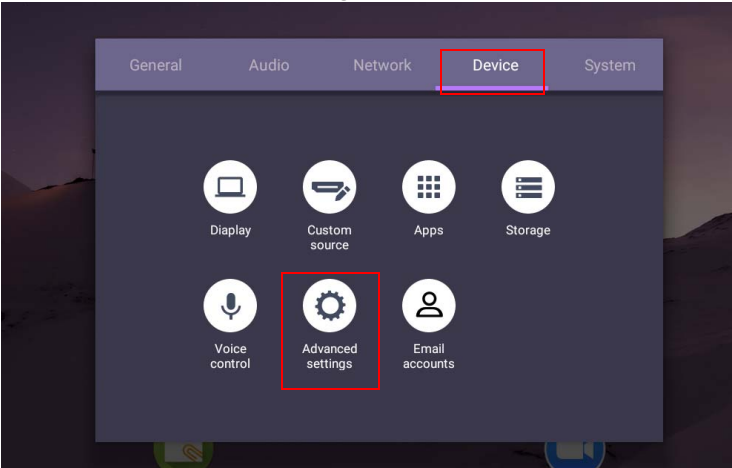 General Audio Network Device System
Diaplay Custom source Apps Storage
Voice control Advanced settings Email accounts